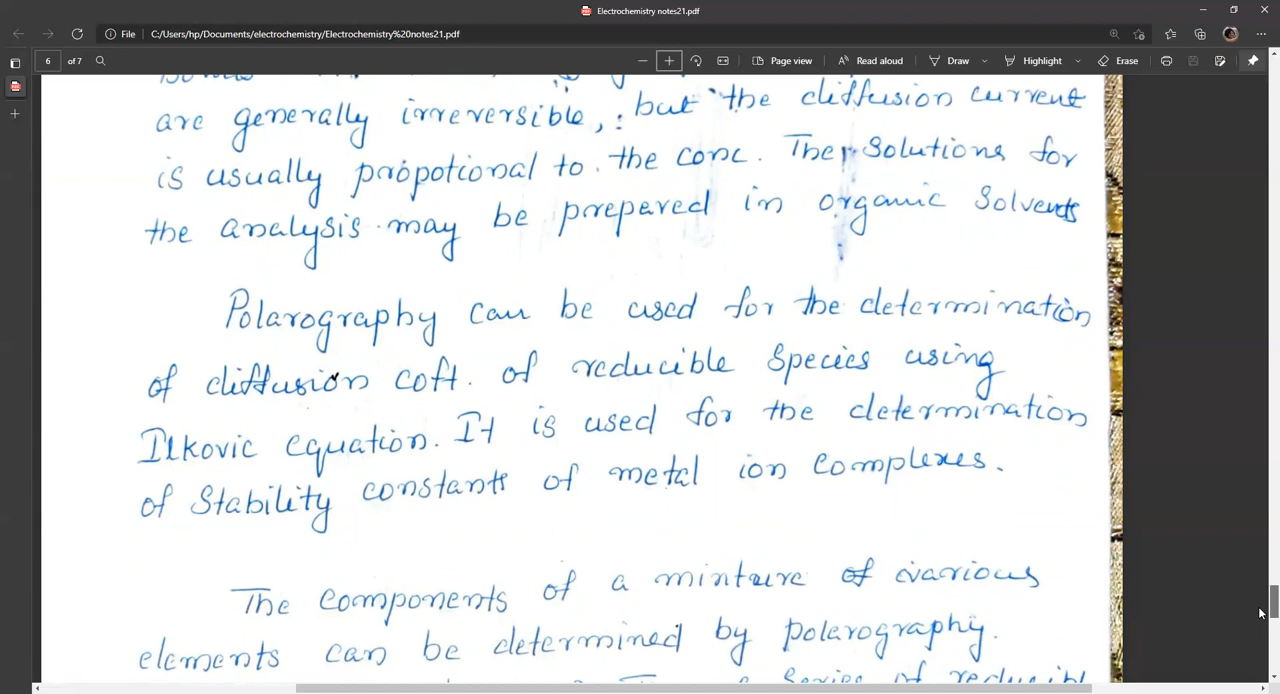 Electrochemistry notes21.pdf
File C:/Users/hp/Documents/electrochemistry/Electrochemistry%20notes21.pdf
6 of 7 Page view Read aloud Draw Highlight Erase
are generally irreversible, but the diffusion current
is usually propotional to the conc. The solutions for
the analysis may be prepared in organic solvents
Polarography can be used for the determination
of diffusion coft. of reducible species using
Ilkovic equation. It is used for the determination
of stability constants of metal ion complexes.
The components of a mixture of various
elements can be determined by polarography.
series of reducibl